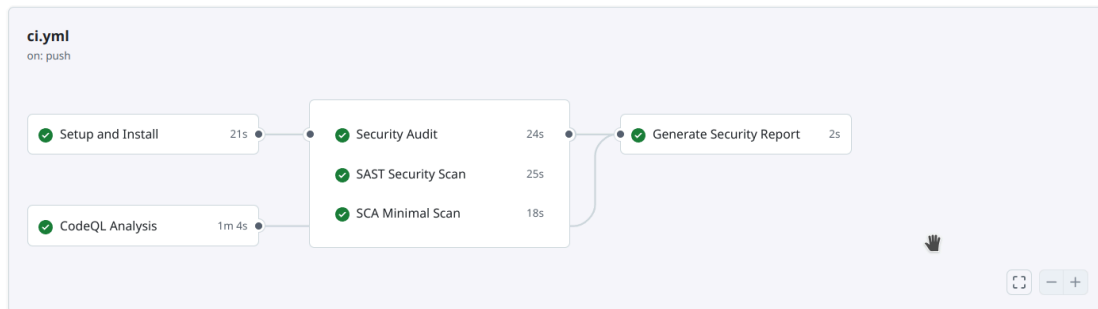 ci.yml
on: push
Setup and Install 21s
CodeQL Analysis 1m 4s
Security Audit 24s
SAST Security Scan 25s
SCA Minimal Scan 18s
Generate Security Report 2s